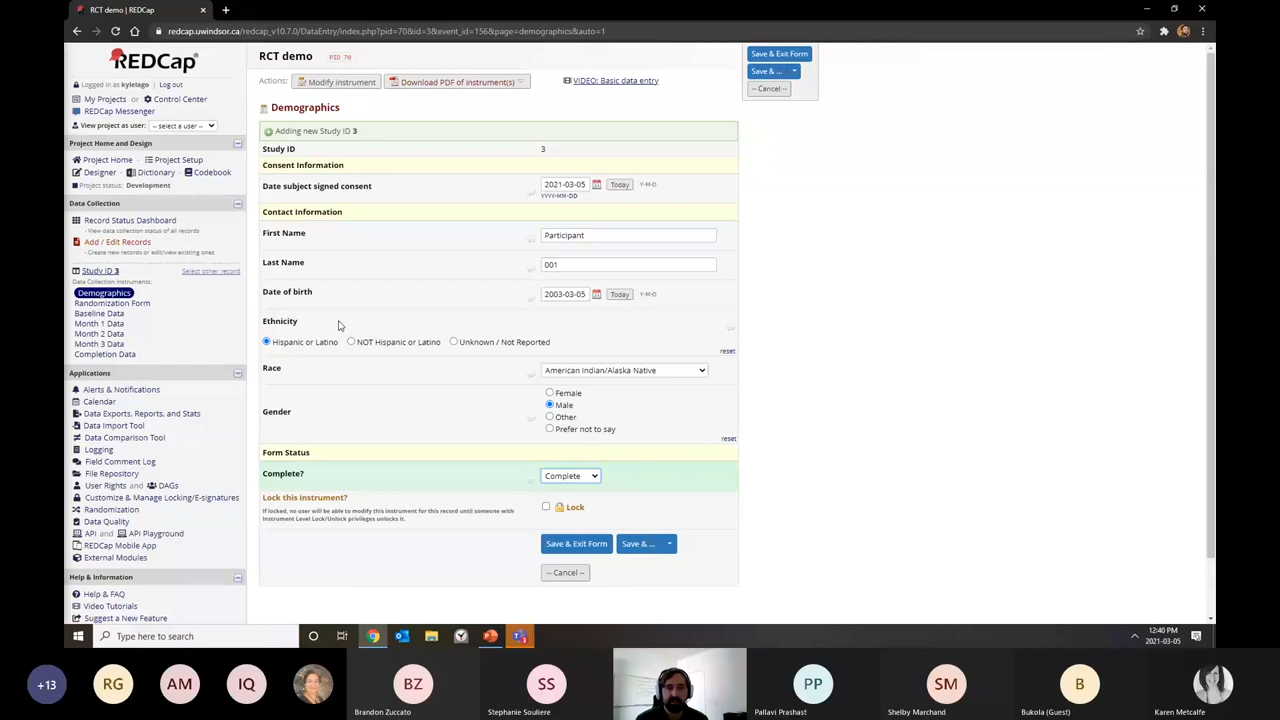 RCT demo | REDCap
redcap.uwindsor.ca/redcap_v10.7.0/DataEntry/index.php?pid=70&id=3&event_id=156&page=demographics&auto=1
REDCap
Logged in as kyielago | Log out
My Projects or Control Center
REDCap Messenger
View project as user: -- select a user --
Project Home and Design
Project Home Project Setup
Designer Dictionary Codebook
Project status: Development
Data Collection
Record Status Dashboard
- View data collection status of all records
Add / Edit Records
- Create new records or edit/view existing ones
Study ID 3 Select other record
Data Collection Instruments:
Demographics
Randomization Form
Baseline Data
Month 1 Data
Month 2 Data
Month 3 Data
Completion Data
Applications
Alerts & Notifications
Calendar
Data Exports, Reports, and Stats
Data Import Tool
Data Comparison Tool
Logging
Field Comment Log
File Repository
User Rights and DAGs
Customize & Manage Locking/E-signatures
Randomization
Data Quality
API and API Playground
REDCap Mobile App
External Modules
Help & Information
Help & FAQ
Video Tutorials
Suggest a New Feature
RCT demo PID 70
Actions: Modify instrument Download PDF of instrument(s) VIDEO: Basic data entry
Demographics
Adding new Study ID 3
Study ID 3
Consent Information
Date subject signed consent 2021-03-05 Today Y-M-D
YYYY-MM-DD
Contact Information
First Name Participant
Last Name 001
Date of birth 2003-03-05 Today Y-M-D
Ethnicity
Hispanic or Latino NOT Hispanic or Latino Unknown / Not Reported
reset
Race American Indian/Alaska Native
Gender
Female
Male
Other
Prefer not to say
reset
Form Status
Complete? Complete
Lock this instrument?
If locked, no user will be able to modify this instrument for this record until someone with
Instrument Level Lock/Unlock privileges unlocks it.
Lock
Save & Exit Form Save & ...
-- Cancel --
Save & Exit Form
Save & ...
-- Cancel --
Type here to search
12:40 PM
2021-03-05
+13
RG
AM
IQ
BZ
Brandon Zuccato
SS
Stephanie Souliere
PP
Pallavi Prashast
SM
Shelby Marchand
B
Bukola (Guest)
Karen Metcalfe